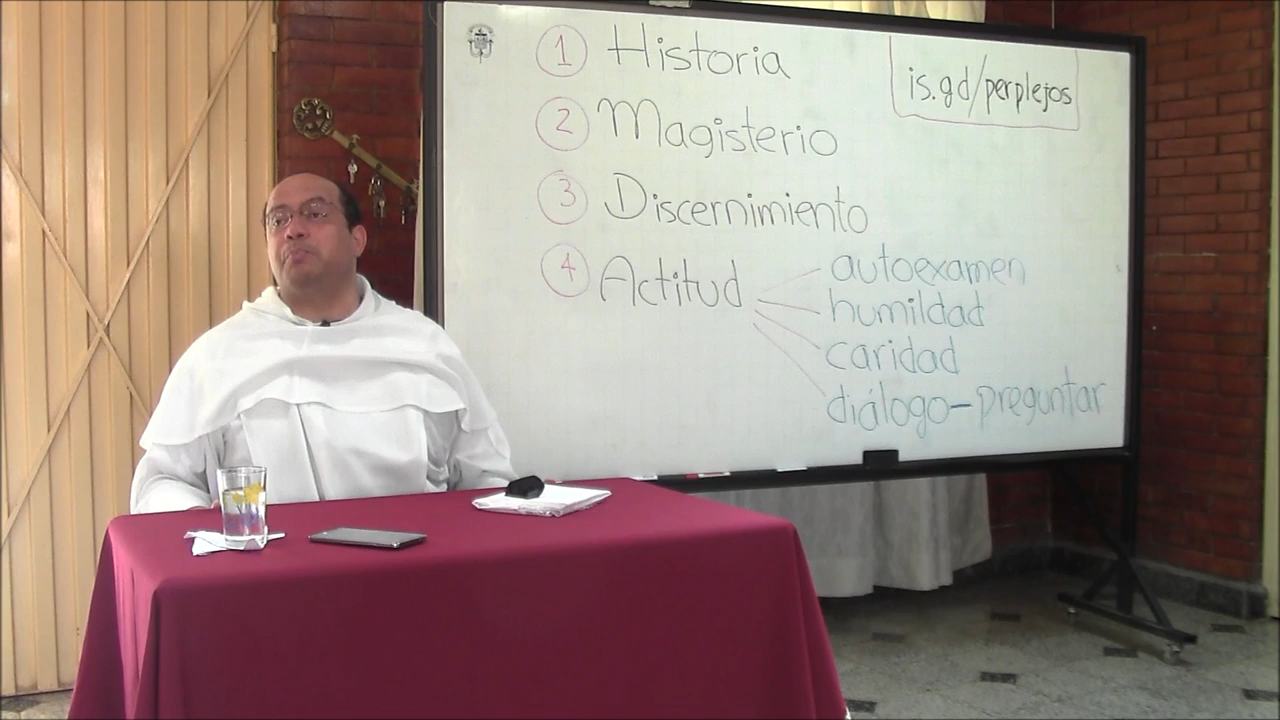 1 Historia
is.gd/perplejos
2 Magisterio
3 Discernimiento
4 Actitud
autoexamen
humildad
caridad
diálogo-preguntar